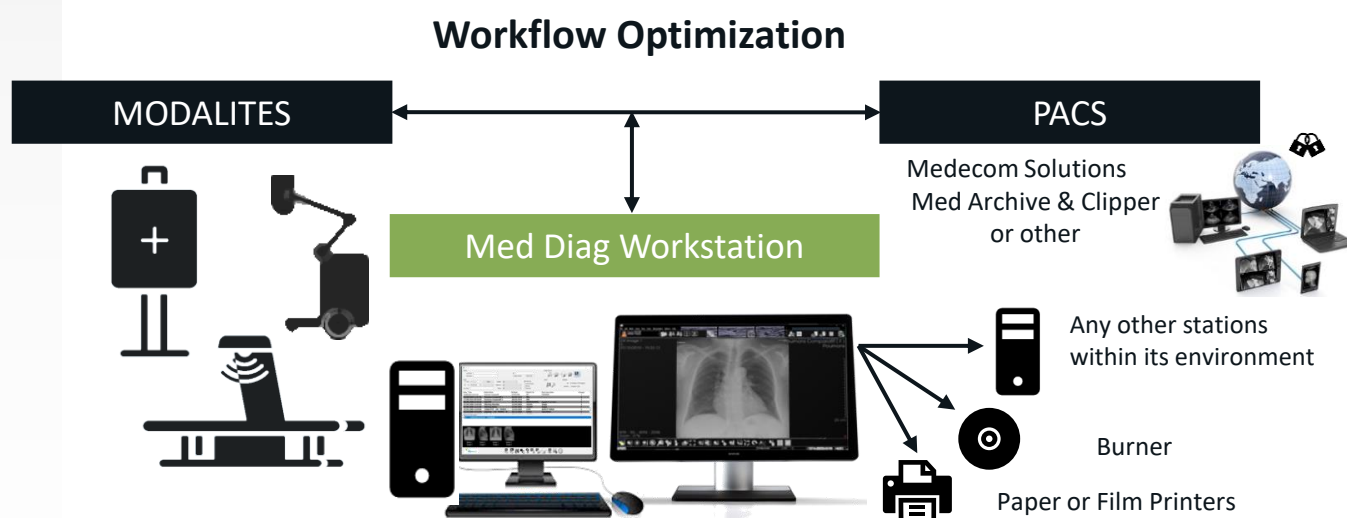 Workflow Optimization
MODALITES
PACS
Medecom Solutions
Med Archive & Clipper
or other
Med Diag Workstation
Any other stations
within its environment
Burner
Paper or Film Printers